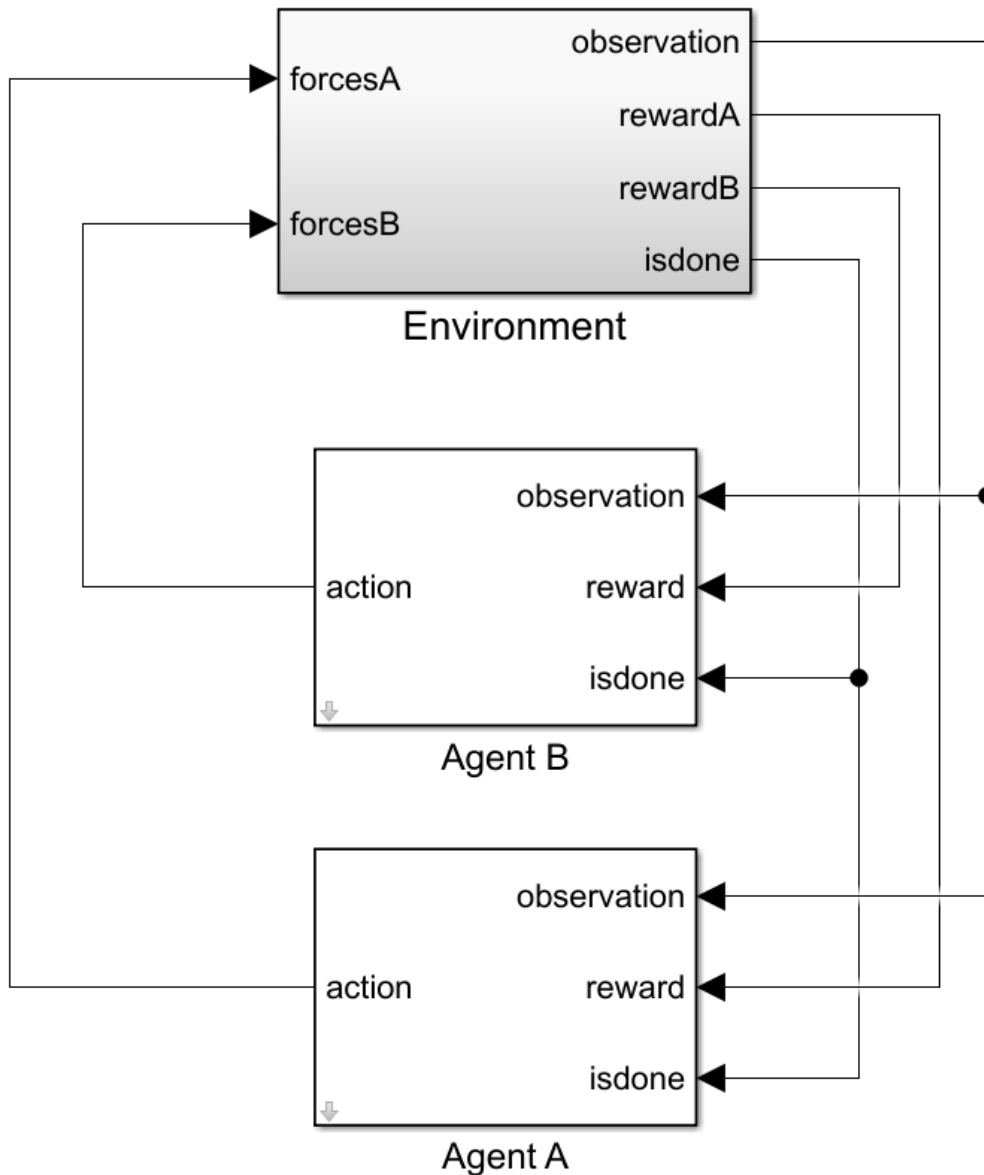 observation
forcesA
rewardA
rewardB
forcesB
isdone
Environment
observation
action
reward
isdone
Agent B
observation
action
reward
isdone
Agent A